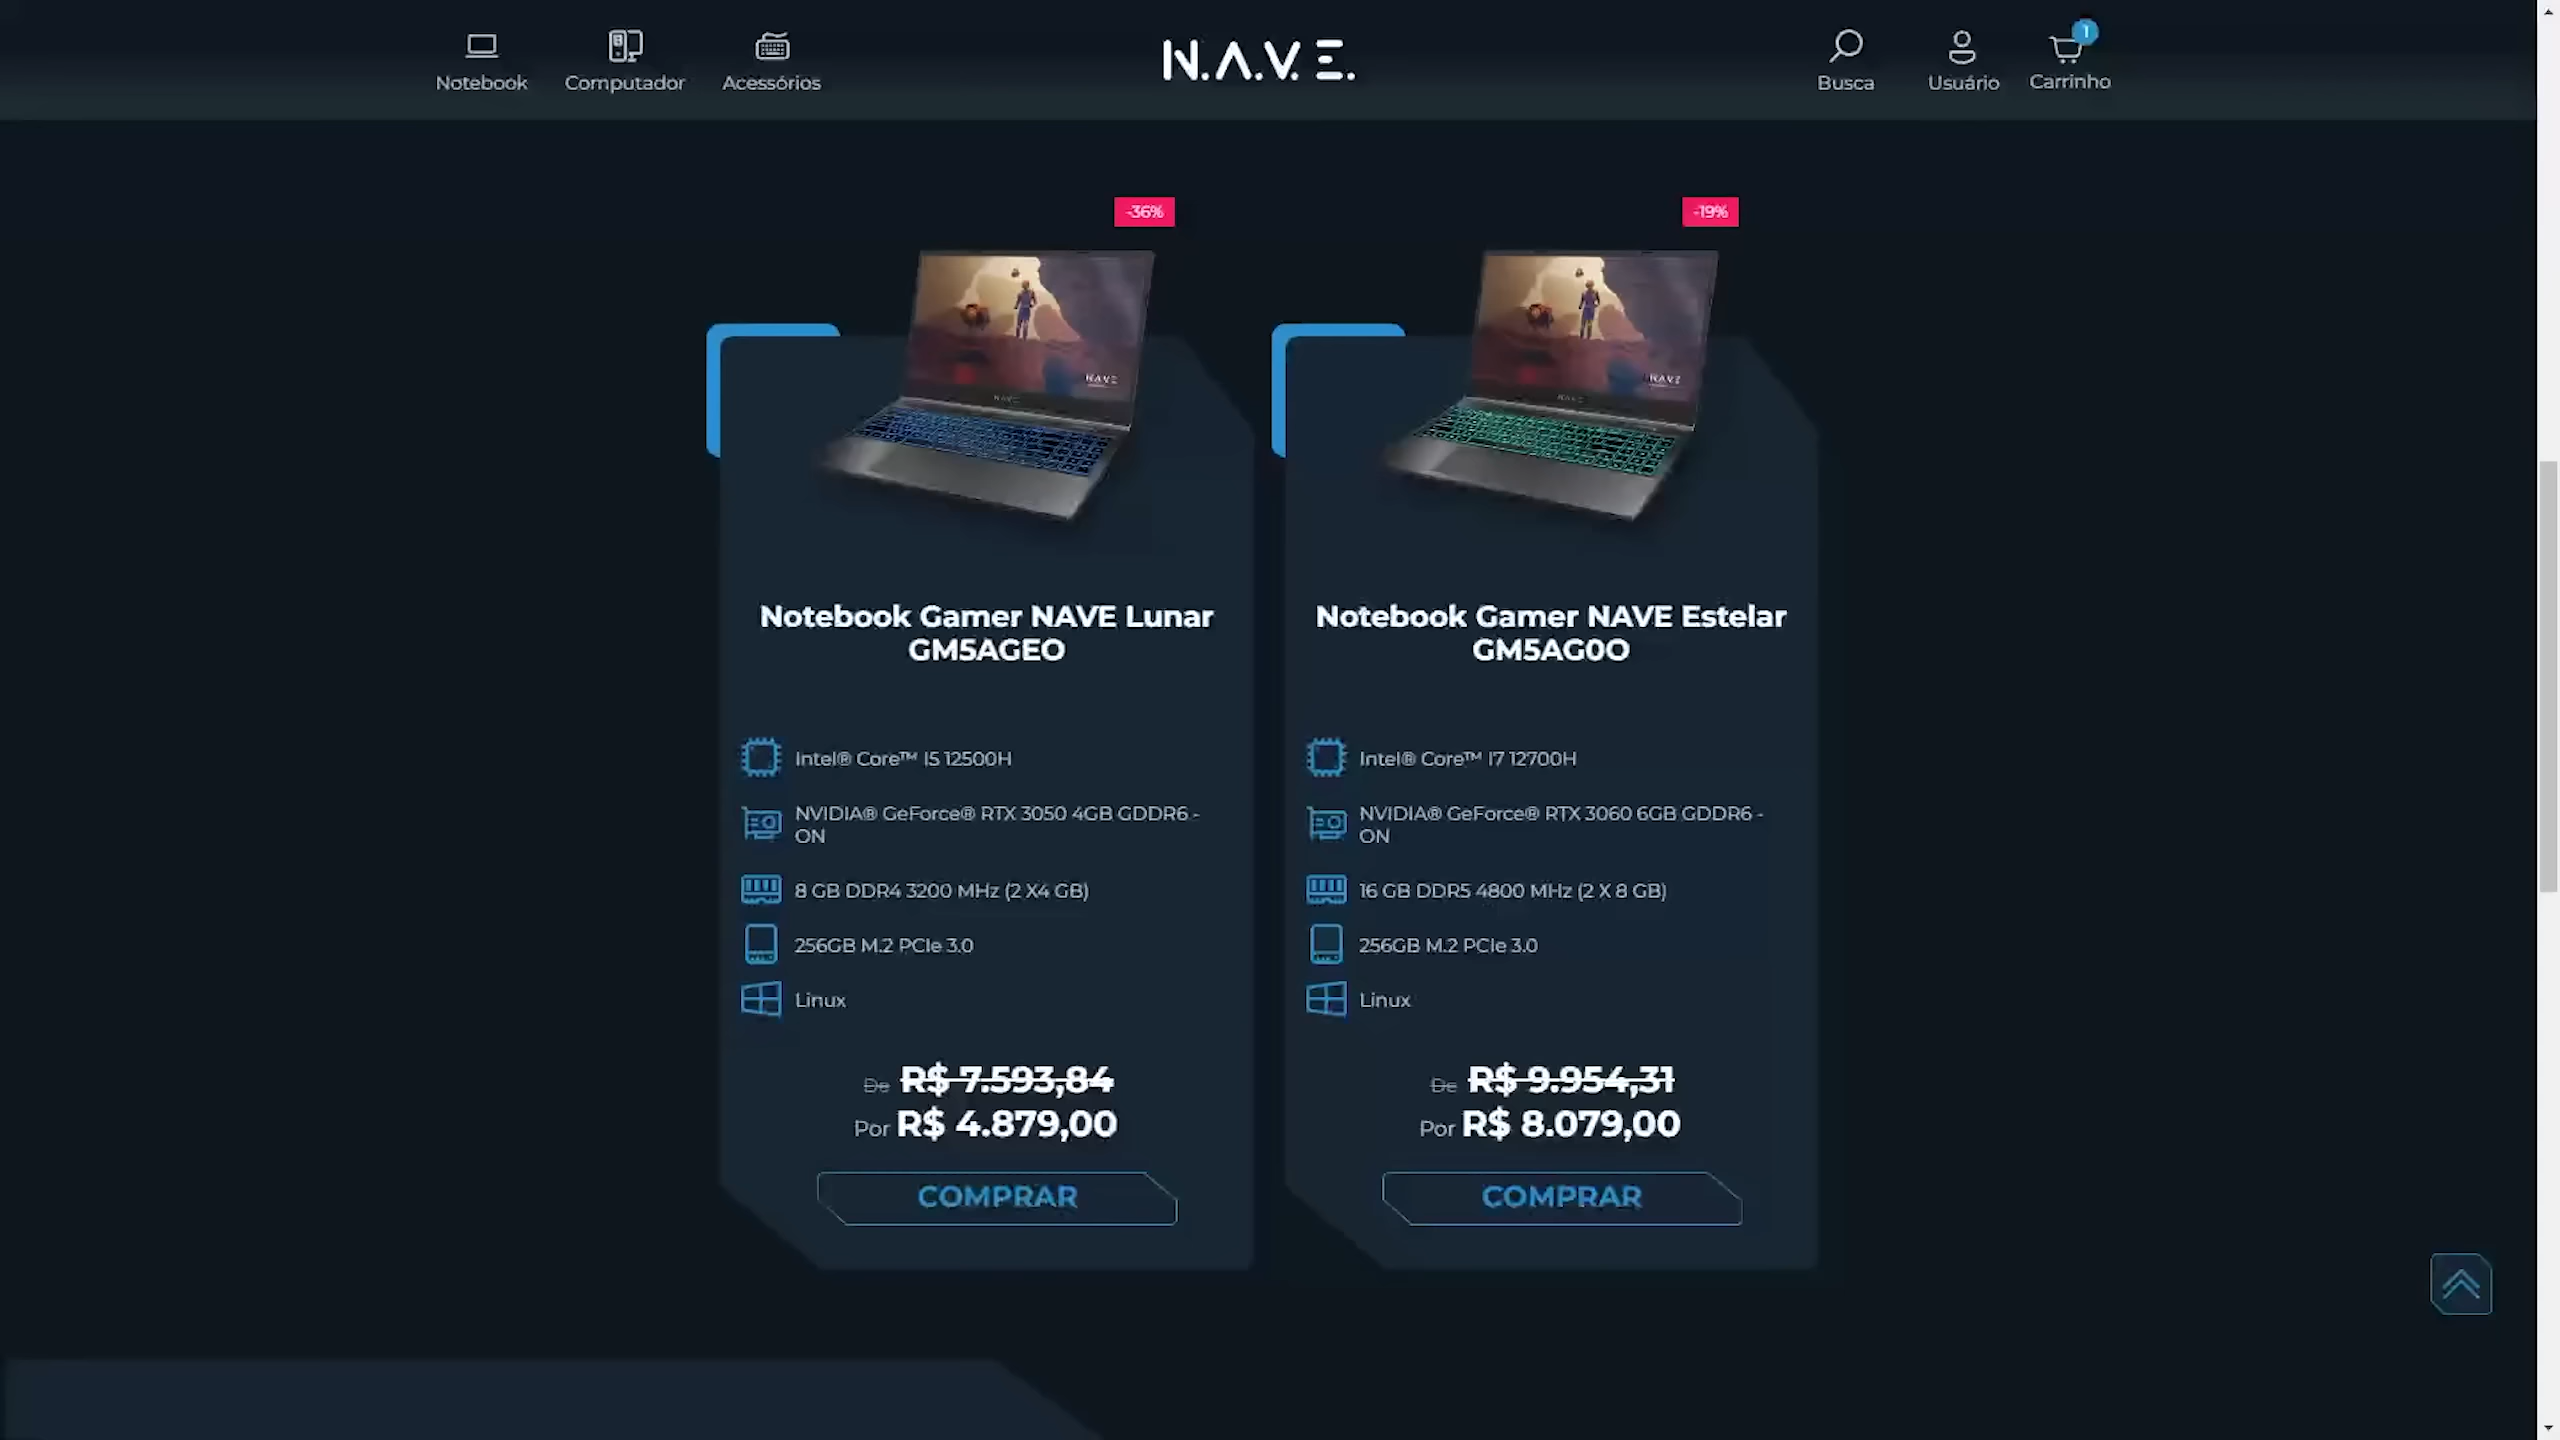 Notebook
Computador
Acessórios
N.A.V.E.
Busca
Usuário
1
Carrinho
-36%
NAVE
NAVE
Notebook Gamer NAVE Lunar
GM5AGEO
Intel® Core™ I5 12500H
NVIDIA® GeForce® RTX 3050 4GB GDDR6 -
ON
8 GB DDR4 3200 MHz (2 X4 GB)
256GB M.2 PCIe 3.0
Linux
De R$ 7.593,84
Por R$ 4.879,00
COMPRAR
-19%
NAVE
NAVE
Notebook Gamer NAVE Estelar
GM5AG0O
Intel® Core™ I7 12700H
NVIDIA® GeForce® RTX 3060 6GB GDDR6 -
ON
16 GB DDR5 4800 MHz (2 X 8 GB)
256GB M.2 PCIe 3.0
Linux
De R$ 9.954,31
Por R$ 8.079,00
COMPRAR